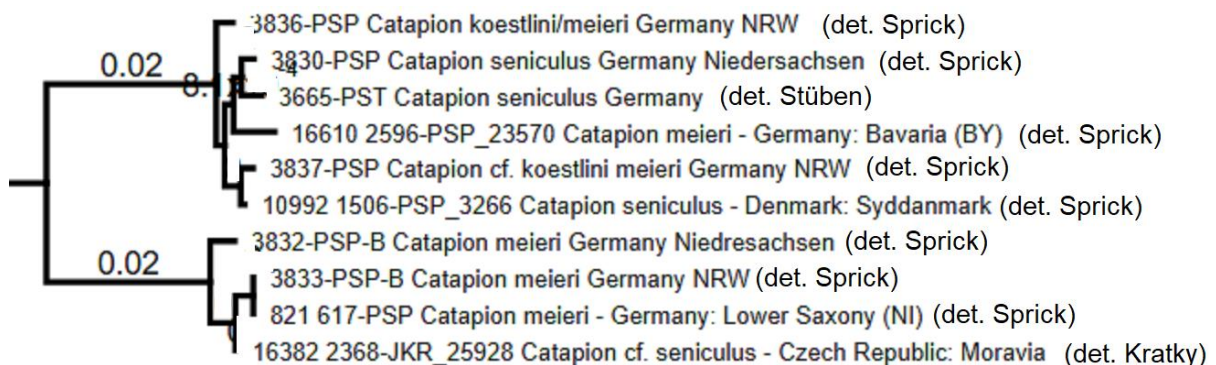 3836-PSP Catapion koestlini/meieri Germany NRW (det. Sprick)
0.02
3830-PSP Catapion seniculus Germany Niedersachsen (det. Sprick)
3665-PST Catapion seniculus Germany (det. Stüben)
16610 2596-PSP_23570 Catapion meieri - Germany: Bavaria (BY) (det. Sprick)
3837-PSP Catapion cf. koestlini meieri Germany NRW (det. Sprick)
10992 1506-PSP_3266 Catapion seniculus - Denmark: Syddanmark (det. Sprick)
3832-PSP-B Catapion meieri Germany Niedresachsen (det. Sprick)
0.02
3833-PSP-B Catapion meieri Germany NRW (det. Sprick)
821 617-PSP Catapion meieri - Germany: Lower Saxony (NI) (det. Sprick)
16382 2368-JKR_25928 Catapion cf. seniculus - Czech Republic: Moravia (det. Kratky)